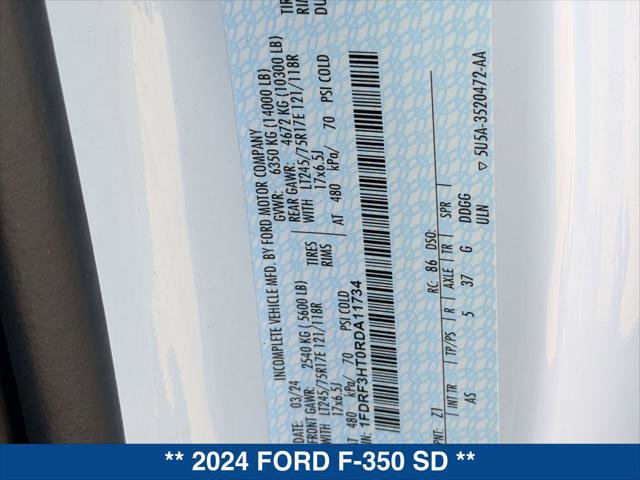 INCOMPLETE VEHICLE MFD. BY FORD MOTOR COMPANY
DATE: 03/24 GVWR: 6350 KG (14000 LB)
FRONT GAWR: 2540 KG (5600 LB) REAR GAWR: 4672 KG (10300 LB)
WITH LT245/75R17E 121/118R TIRES WITH LT245/75R17E 121/118R TIRE
17x6.5J RIMS 17x6.5J RIMS
AT 480 kPa/ 70 PSI COLD AT 480 kPa/ 70 PSI COLD DU
1FDRF3HT0RDA11734
PNT: Z1 RC: 86 DSO:
INT TR TP/PS R AXLE TR SPR
AS 5 37 G DDGG
ULN
▽ 5U5A-3520472-AA
** 2024 FORD F-350 SD **